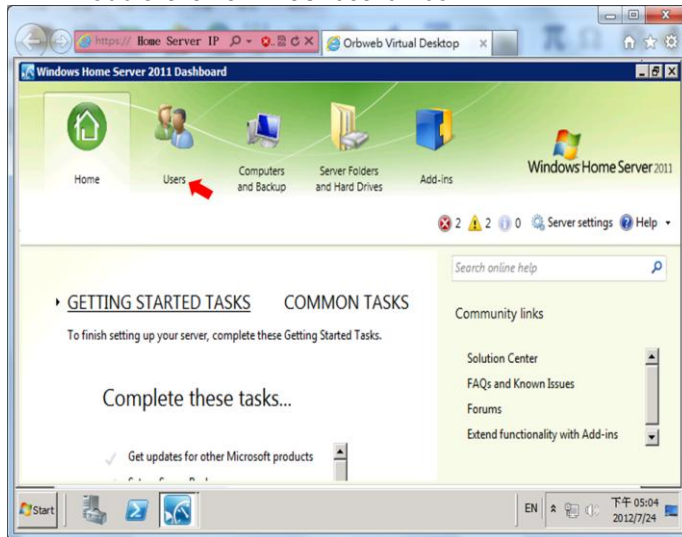 https:// Home Server IP
Orbweb Virtual Desktop
Windows Home Server 2011 Dashboard
Home
Users
Computers
and Backup
Server Folders
and Hard Drives
Add-ins
Windows Home Server 2011
2
2
0
Server settings
Help
Search online help
GETTING STARTED TASKS
COMMON TASKS
To finish setting up your server, complete these Getting Started Tasks.
Complete these tasks...
Get updates for other Microsoft products
Community links
Solution Center
FAQs and Known Issues
Forums
Extend functionality with Add-ins
Start
EN
下午 05:04
2012/7/24